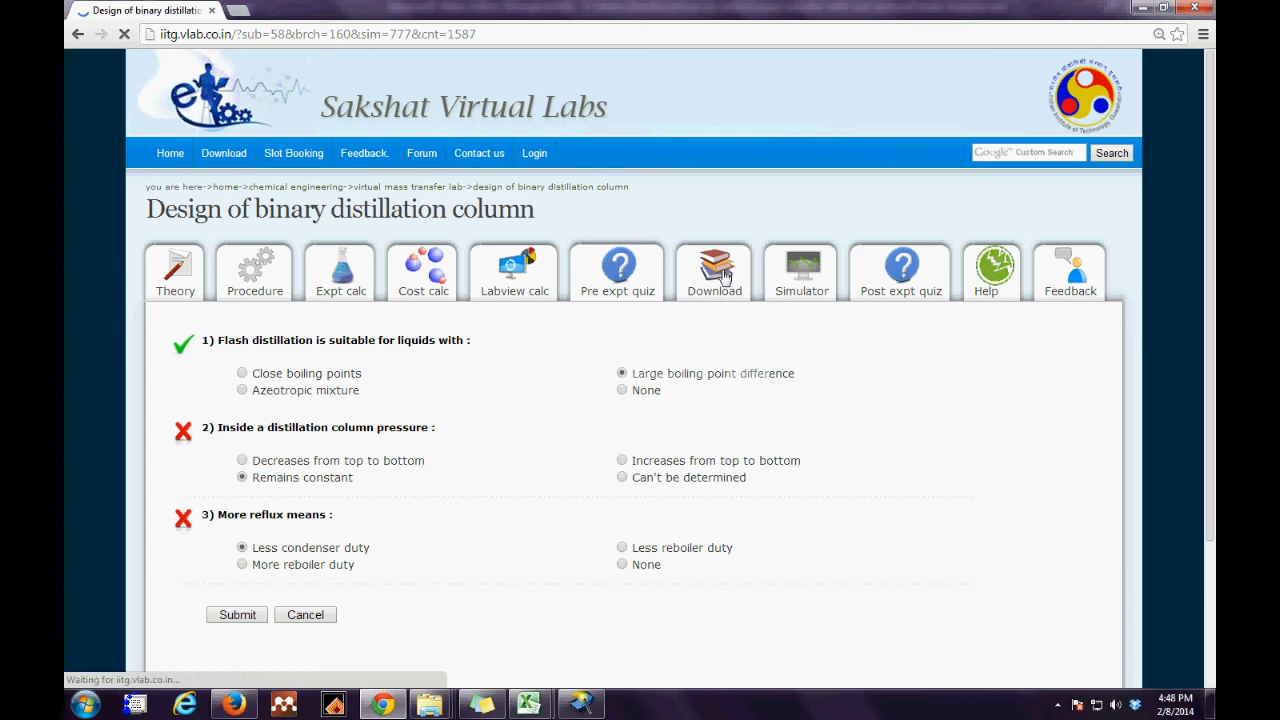 Design of binary distillatio
iitg.vlab.co.in/?sub=58&brch=160&sim=777&cnt=1587
Sakshat Virtual Labs
Home Download Slot Booking Feedback. Forum Contact us Login Google™ Custom Search Search
you are here->home->chemical engineering->virtual mass transfer lab->design of binary distillation column
Design of binary distillation column
Theory Procedure Expt calc Cost calc Labview calc Pre expt quiz Download Simulator Post expt quiz Help Feedback
1) Flash distillation is suitable for liquids with :
Close boiling points Large boiling point difference
Azeotropic mixture None
2) Inside a distillation column pressure :
Decreases from top to bottom Increases from top to bottom
Remains constant Can't be determined
3) More reflux means :
Less condenser duty Less reboiler duty
More reboiler duty None
Submit Cancel
Waiting for iitg.vlab.co.in...
4:48 PM
2/8/2014